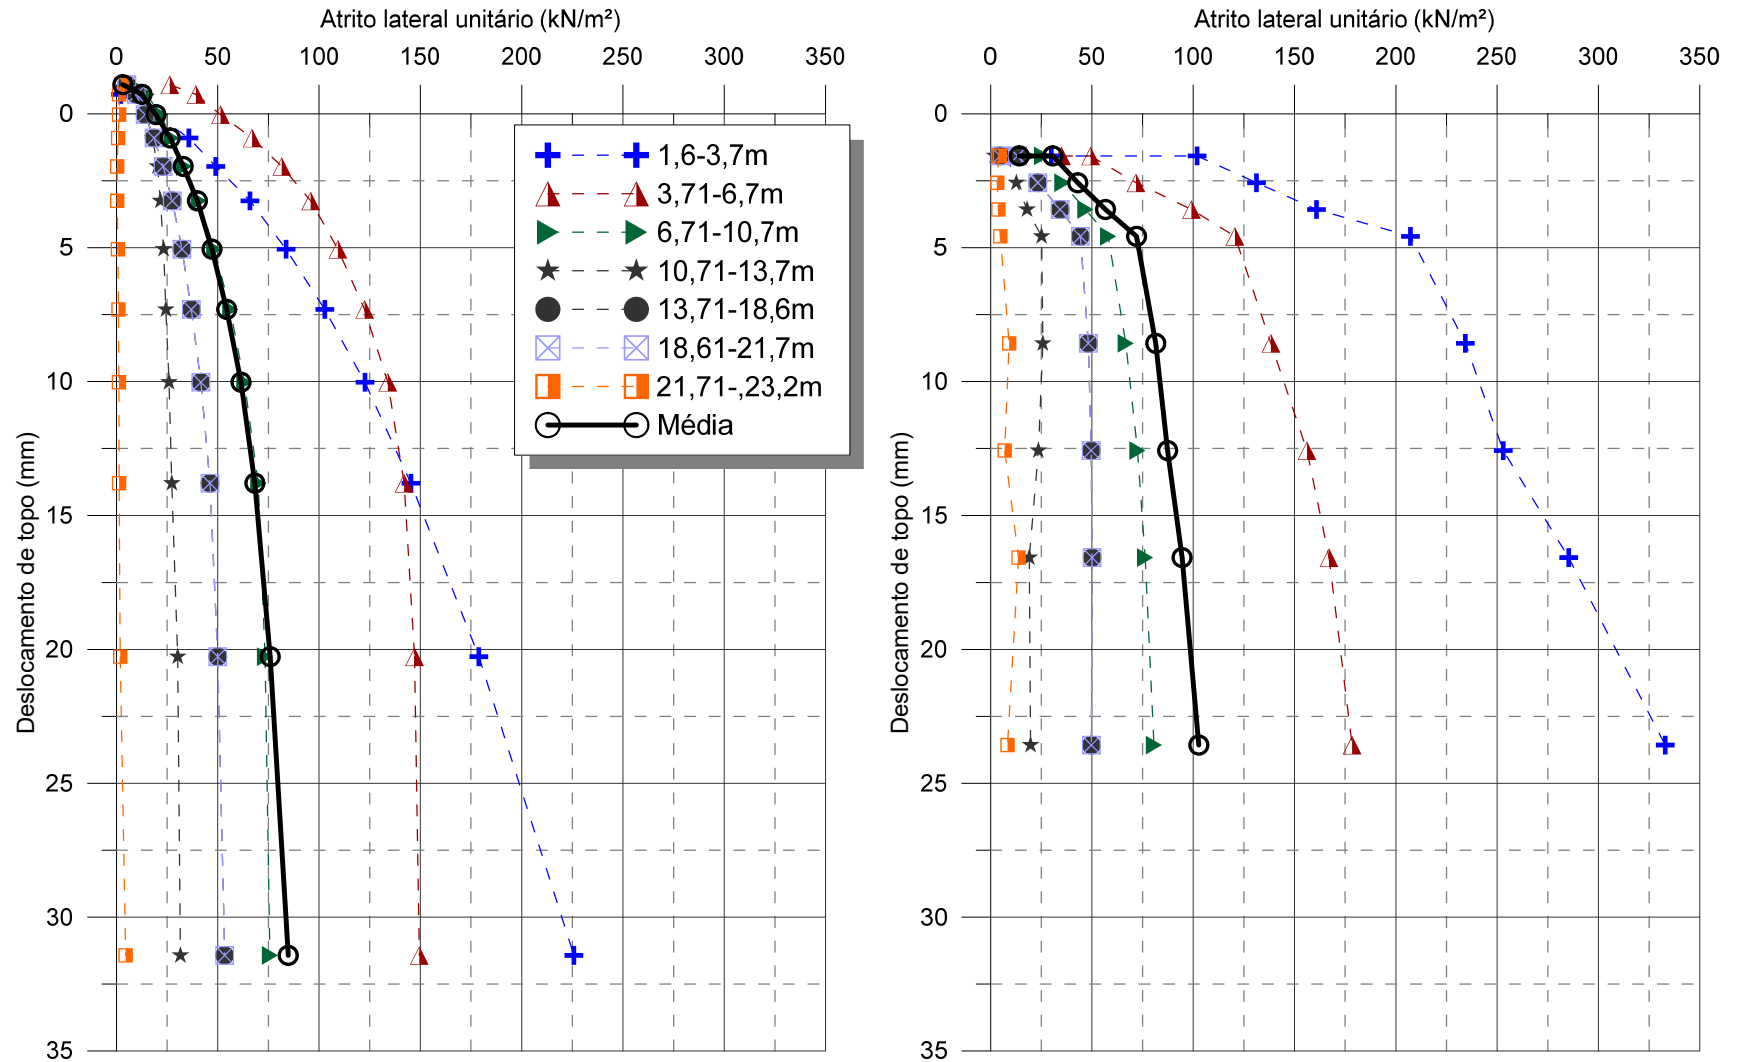 Atrito lateral unitário (kN/m²)
0 50 100 150 200 250 300 350
Deslocamento de topo (mm)
0
5
10
15
20
25
30
35
1,6-3,7m
3,71-6,7m
6,71-10,7m
10,71-13,7m
13,71-18,6m
18,61-21,7m
21,71-,23,2m
Média
Atrito lateral unitário (kN/m²)
0 50 100 150 200 250 300 350
Deslocamento de topo (mm)
0
5
10
15
20
25
30
35